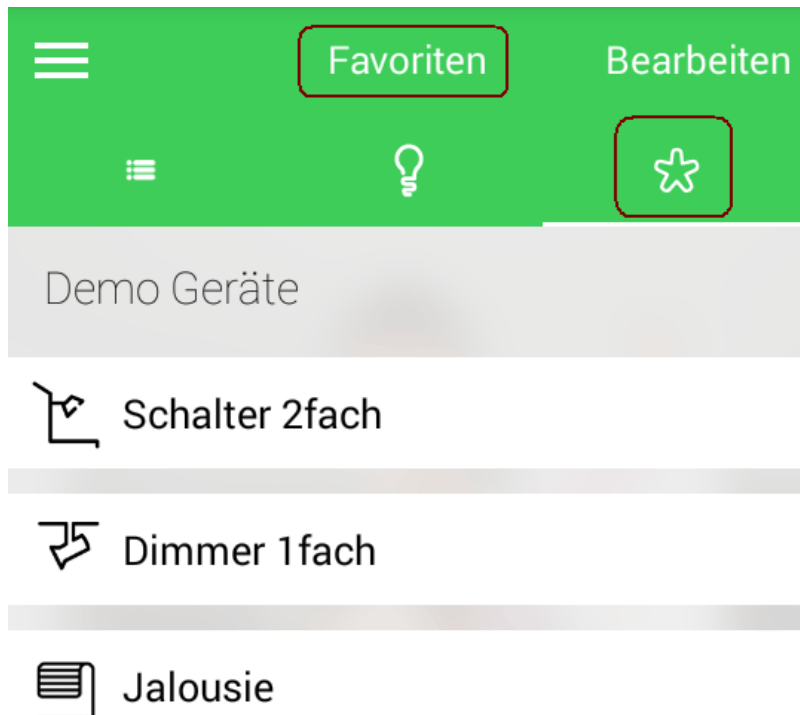 Favoriten Bearbeiten
Demo Geräte
Schalter 2fach
Dimmer 1fach
Jalousie